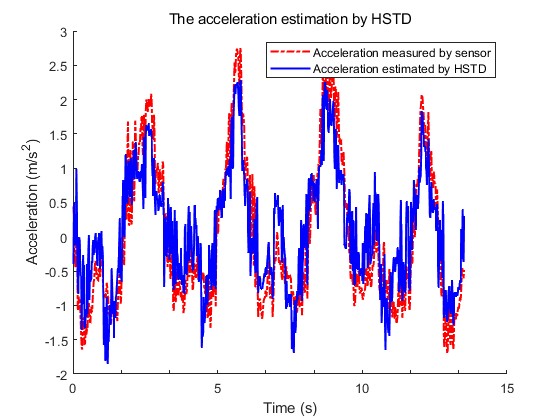 The acceleration estimation by HSTD
Acceleration measured by sensor
Acceleration estimated by HSTD
Acceleration (m/s²)
3
2.5
2
1.5
1
0.5
0
-0.5
-1
-1.5
-2
0 5 10 15
Time (s)